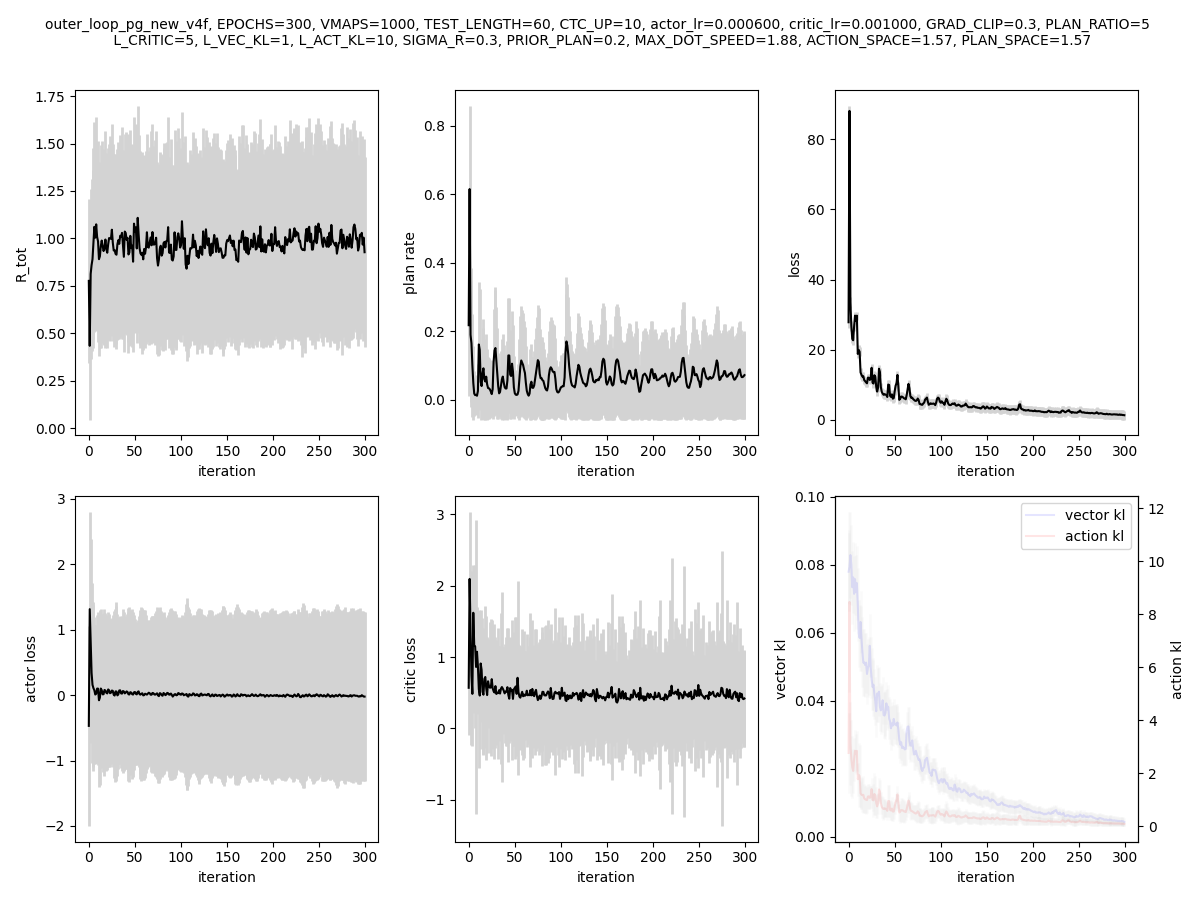 outer_loop_pg_new_v4f, EPOCHS=300, VMAPS=1000, TEST_LENGTH=60, CTC_UP=10, actor_lr=0.000600, critic_lr=0.001000, GRAD_CLIP=0.3, PLAN_RATIO=5
L_CRITIC=5, L_VEC_KL=1, L_ACT_KL=10, SIGMA_R=0.3, PRIOR_PLAN=0.2, MAX_DOT_SPEED=1.88, ACTION_SPACE=1.57, PLAN_SPACE=1.57
R_tot
1.75
1.50
1.25
1.00
0.75
0.50
0.25
0.00
0 50 100 150 200 250 300
iteration
plan rate
0.8
0.6
0.4
0.2
0.0
0 50 100 150 200 250 300
iteration
loss
80
60
40
20
0
0 50 100 150 200 250 300
iteration
actor loss
3
2
1
0
−1
−2
0 50 100 150 200 250 300
iteration
critic loss
3
2
1
0
−1
0 50 100 150 200 250 300
iteration
vector kl
0.10
0.08
0.06
0.04
0.02
0.00
0 50 100 150 200 250 300
iteration
vector kl
action kl
12
10
8
6
4
2
0
action kl